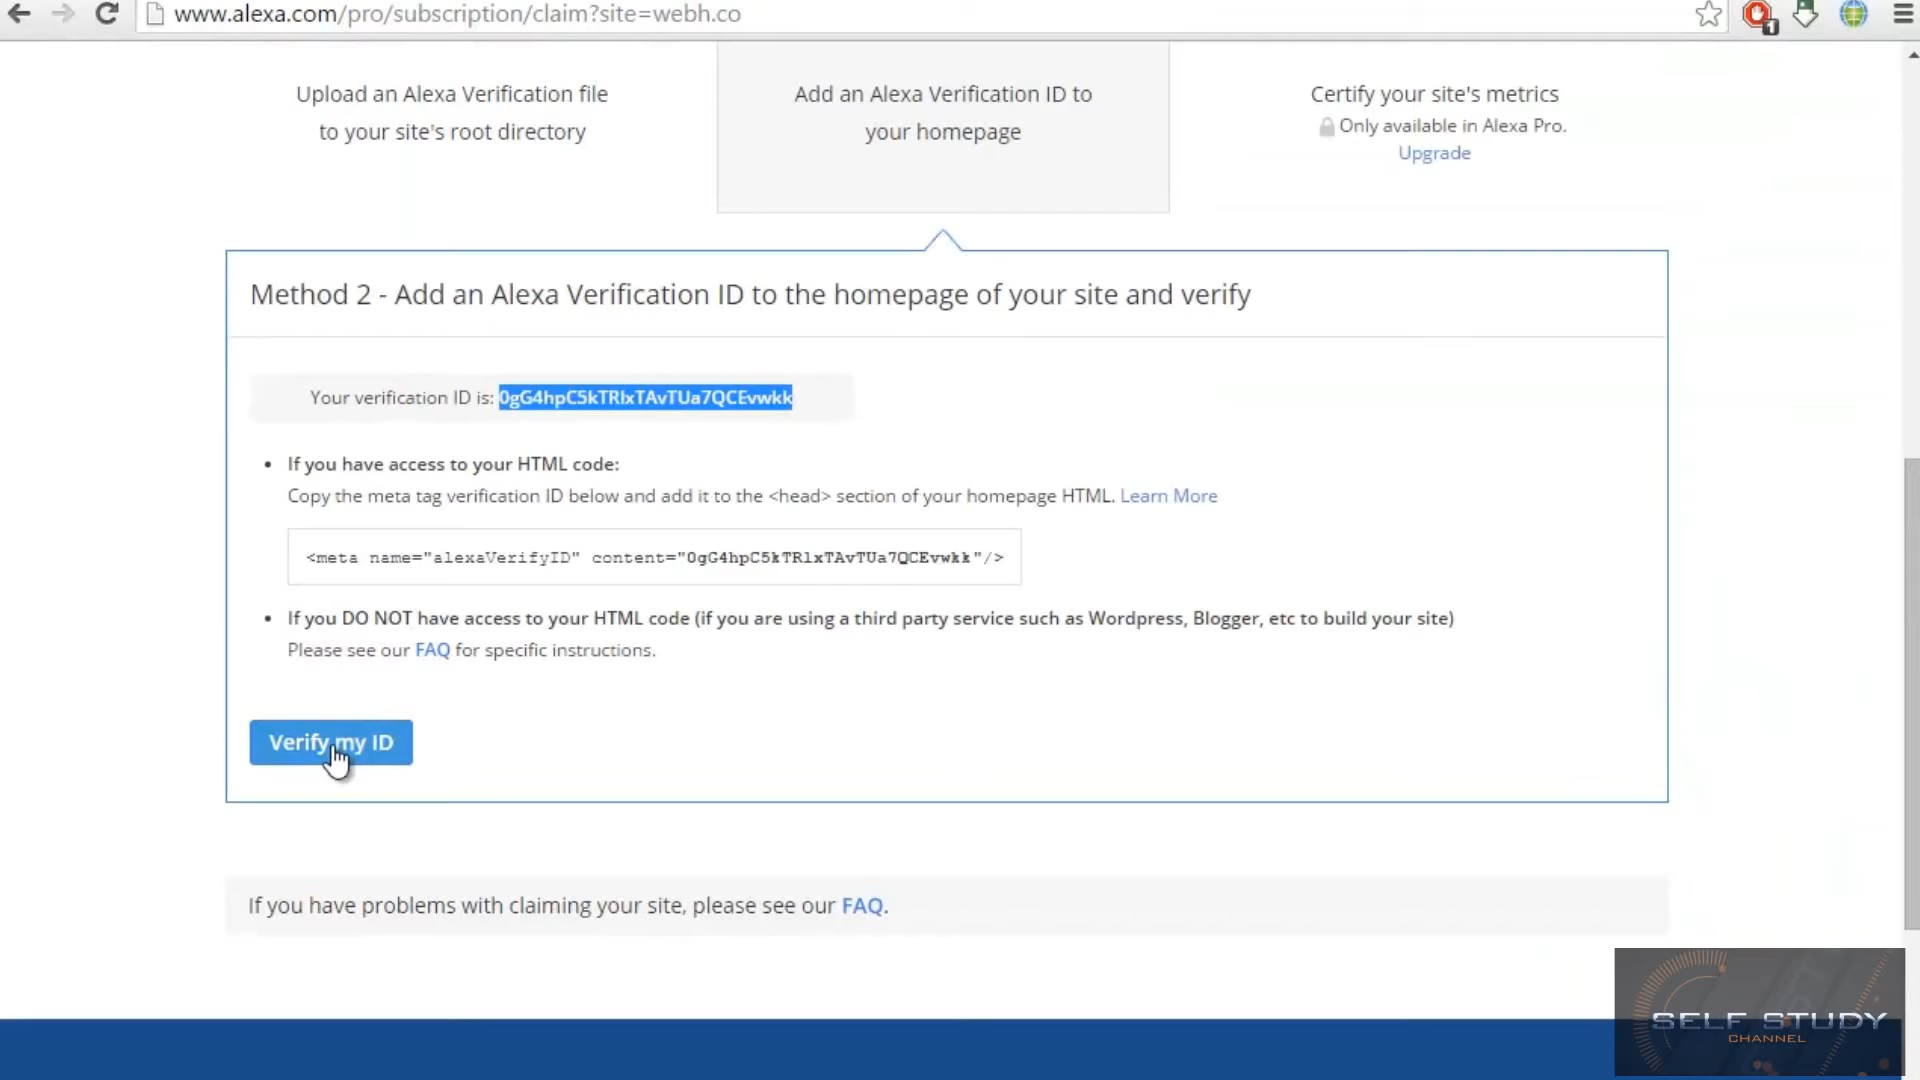 www.alexa.com/pro/subscription/claim?site=webh.co
1
Upload an Alexa Verification file
to your site's root directory
Add an Alexa Verification ID to
your homepage
Certify your site's metrics
Only available in Alexa Pro.
Upgrade
Method 2 - Add an Alexa Verification ID to the homepage of your site and verify
Your verification ID is: 0gG4hpC5kTRlxTAvTUa7QCEvwkk
• If you have access to your HTML code:
Copy the meta tag verification ID below and add it to the <head> section of your homepage HTML. Learn More
<meta name="alexaVerifyID" content="0gG4hpC5kTRlxTAvTUa7QCEvwkk"/>
• If you DO NOT have access to your HTML code (if you are using a third party service such as Wordpress, Blogger, etc to build your site)
Please see our FAQ for specific instructions.
Verify my ID
If you have problems with claiming your site, please see our FAQ.
SELF STUDY
CHANNEL